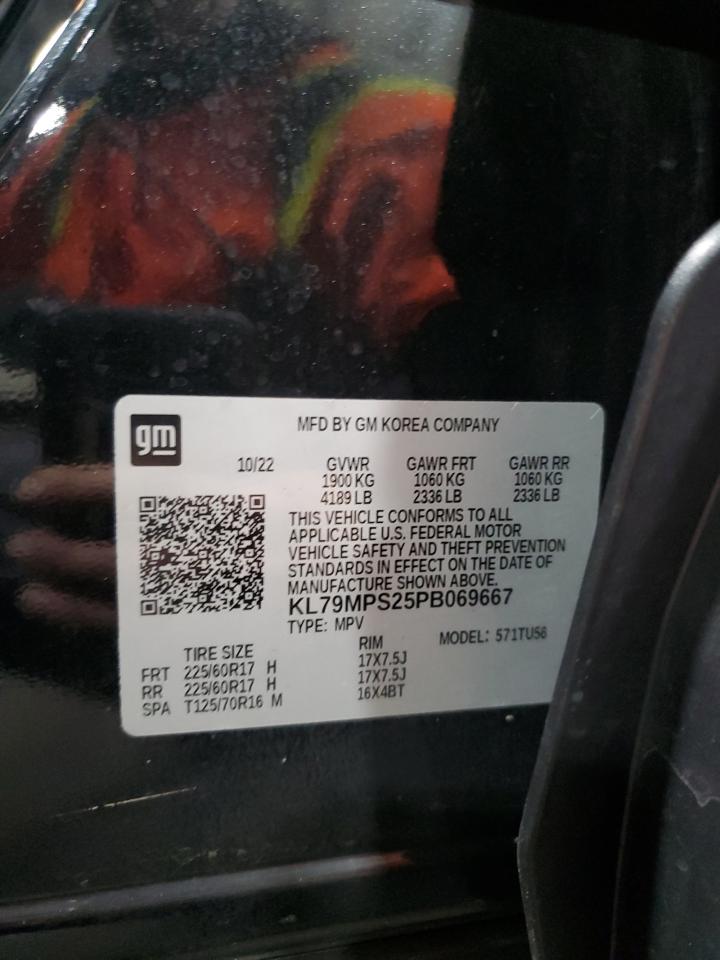 gm
MFD BY GM KOREA COMPANY
10/22 GVWR GAWR FRT GAWR RR
1900 KG 1060 KG 1060 KG
4189 LB 2336 LB 2336 LB
THIS VEHICLE CONFORMS TO ALL
APPLICABLE U.S. FEDERAL MOTOR
VEHICLE SAFETY AND THEFT PREVENTION
STANDARDS IN EFFECT ON THE DATE OF
MANUFACTURE SHOWN ABOVE.
KL79MPS25PB069667
TYPE: MPV MODEL: 571TU56
TIRE SIZE RIM
FRT 225/60R17 H 17X7.5J
RR 225/60R17 H 17X7.5J
SPA T125/70R16 M 16X4BT